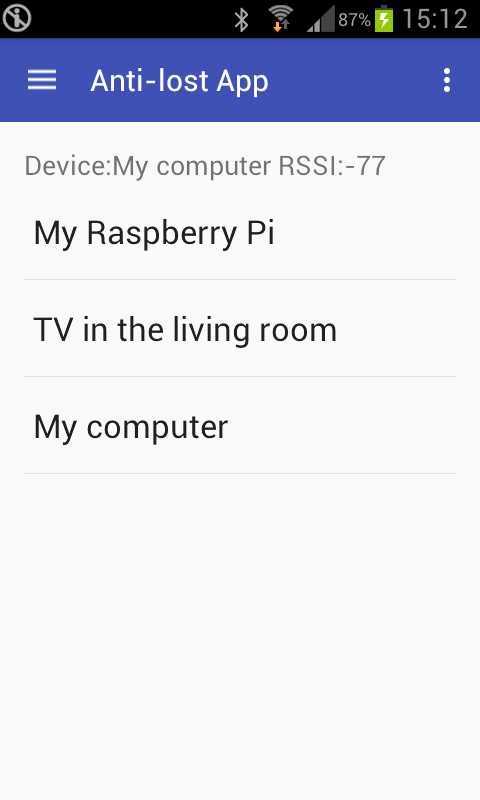 87% 15:12
Anti-lost App
Device:My computer RSSI:-77
My Raspberry Pi
TV in the living room
My computer